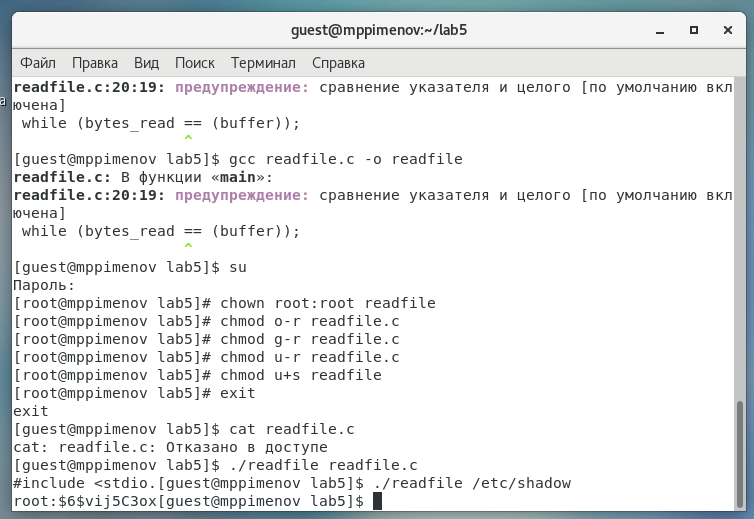 guest@mppimenov:~/lab5
Файл Правка Вид Поиск Терминал Справка
a
readfile.c:20:19: предупреждение: сравнение указателя и целого [по умолчанию вкл
ючена]
 while (bytes_read == (buffer));
^
[guest@mppimenov lab5]$ gcc readfile.c -o readfile
readfile.c: В функции «main»:
readfile.c:20:19: предупреждение: сравнение указателя и целого [по умолчанию вкл
ючена]
 while (bytes_read == (buffer));
^
[guest@mppimenov lab5]$ su
Пароль:
[root@mppimenov lab5]# chown root:root readfile
[root@mppimenov lab5]# chmod o-r readfile.c
[root@mppimenov lab5]# chmod g-r readfile.c
[root@mppimenov lab5]# chmod u-r readfile.c
[root@mppimenov lab5]# chmod u+s readfile
[root@mppimenov lab5]# exit
exit
[guest@mppimenov lab5]$ cat readfile.c
cat: readfile.c: Отказано в доступе
[guest@mppimenov lab5]$ ./readfile readfile.c
#include <stdio.[guest@mppimenov lab5]$ ./readfile /etc/shadow
root:$6$vij5C3ox[guest@mppimenov lab5]$